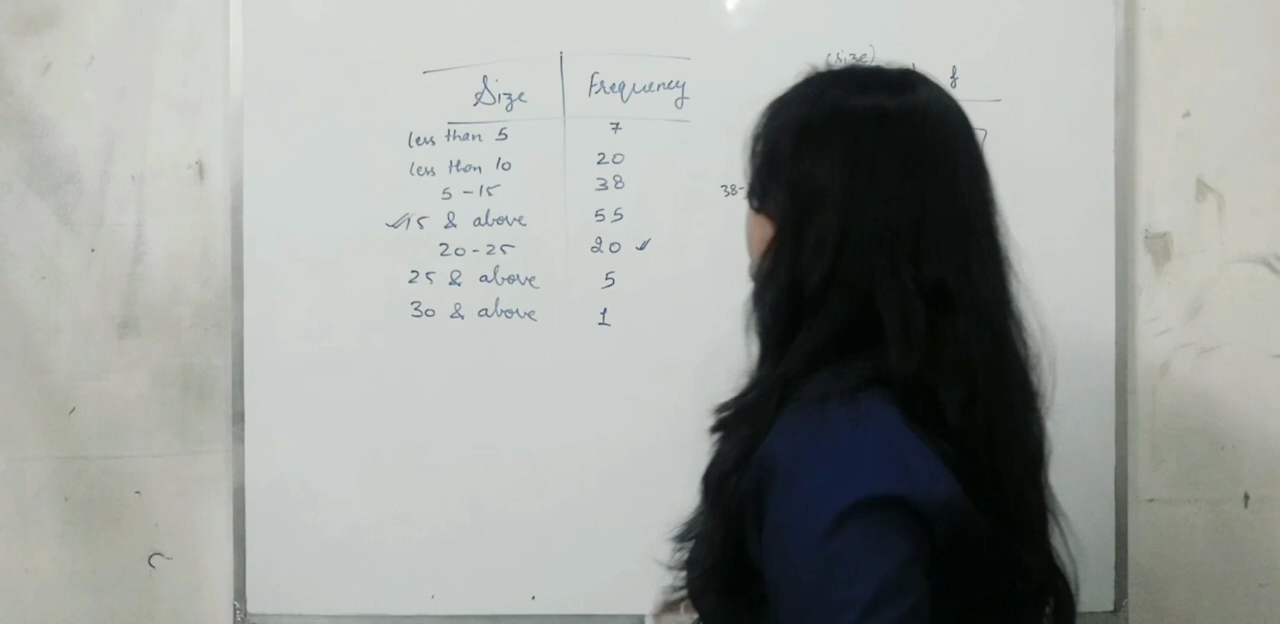 Size Frequency
less than 5 7
less than 10 20
5 - 15 38
15 & above 55
20 - 25 20
25 & above 5
30 & above 1
(size)
f
7
38-